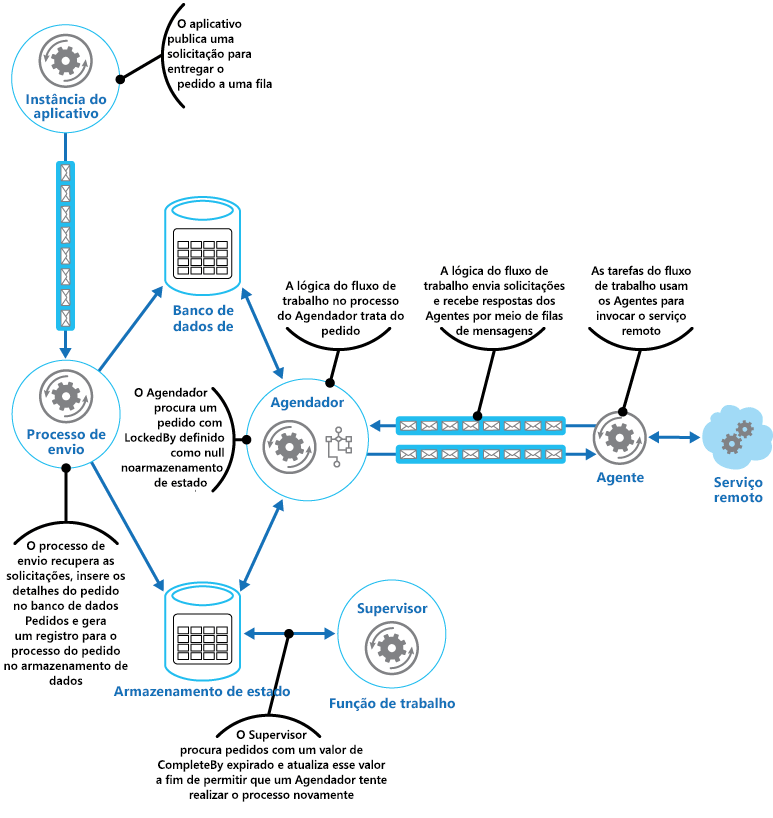 O aplicativo
publica uma
solicitação para
entregar o
pedido a uma fila
Instância do
aplicativo
Banco de
dados de
A lógica do fluxo de
trabalho no processo
do Agendador trata do
pedido
A lógica do fluxo de
trabalho envia solicitações
e recebe respostas dos
Agentes por meio de filas
de mensagens
As tarefas do fluxo
de trabalho usam
os Agentes para
invocar o serviço
remoto
Processo de
envio
O Agendador
procura um
pedido com
LockedBy definido
como null
noarmazenamento
de estado
Agendador
Agente
Serviço
remoto
O processo de
envio recupera as
solicitações, insere os
detalhes do pedido
no banco de dados
Pedidos e gera
um registro para o
processo do pedido
no armazenamento de
dados
Armazenamento de estado
Supervisor
Função de trabalho
O Supervisor
procura pedidos com um valor de
CompleteBy expirado e atualiza esse valor
a fim de permitir que um Agendador tente
realizar o processo novamente